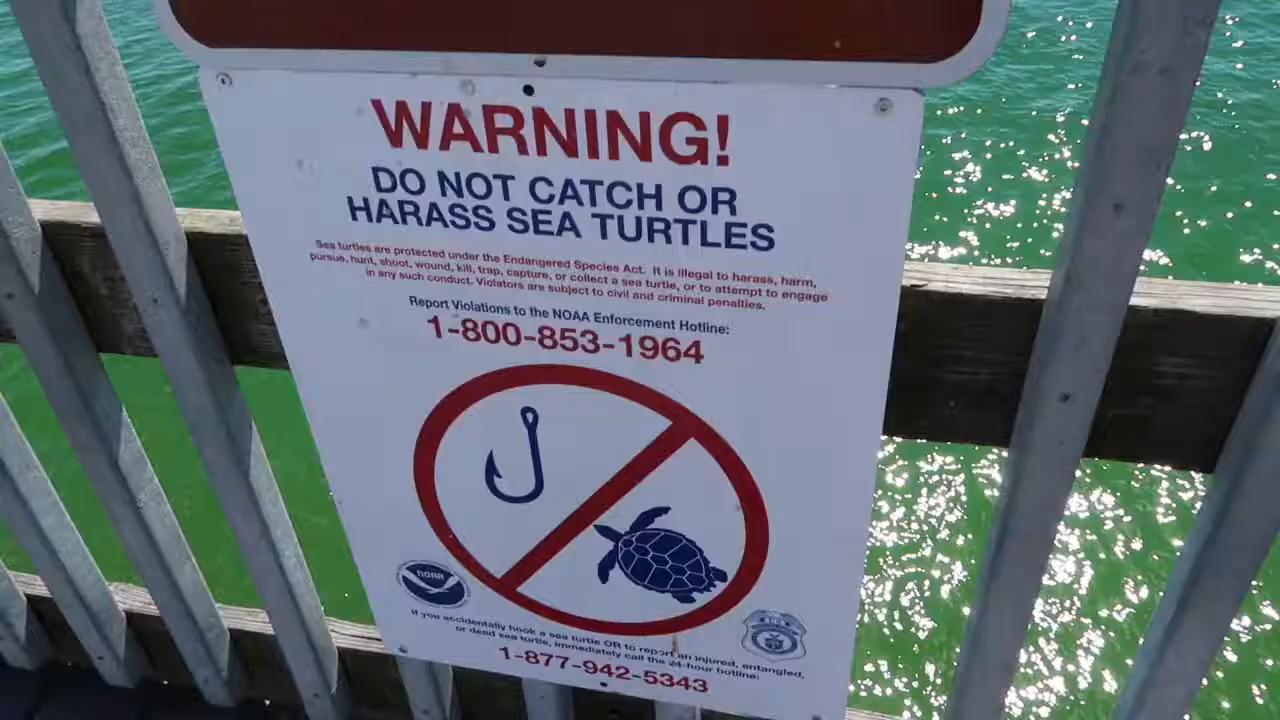 WARNING!
DO NOT CATCH OR
HARASS SEA TURTLES
Sea turtles are protected under the Endangered Species Act. It is illegal to harass, harm,
pursue, hunt, shoot, wound, kill, trap, capture, or collect a sea turtle, or to attempt to engage
in any such conduct. Violators are subject to civil and criminal penalties.
Report Violations to the NOAA Enforcement Hotline:
1-800-853-1964
NOAA
If you accidentally hook a sea turtle OR to report an injured, entangled,
or dead sea turtle, immediately call the 24-hour hotline:
1-877-942-5343